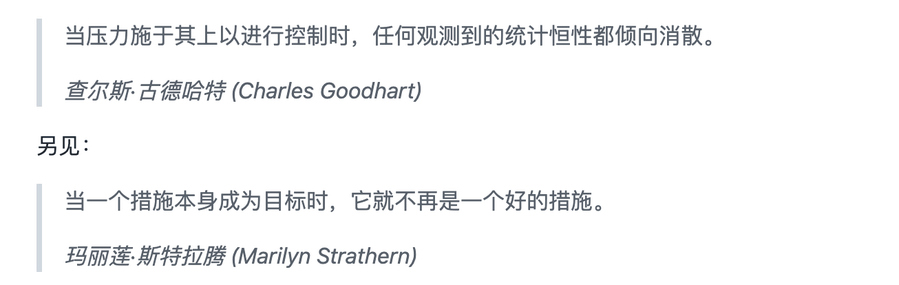 当压力施于其上以进行控制时，任何观测到的统计恒性都倾向消散。
查尔斯·古德哈特 (Charles Goodhart)
另见：
当一个措施本身成为目标时，它就不再是一个好的措施。
玛丽莲·斯特拉腾 (Marilyn Strathern)